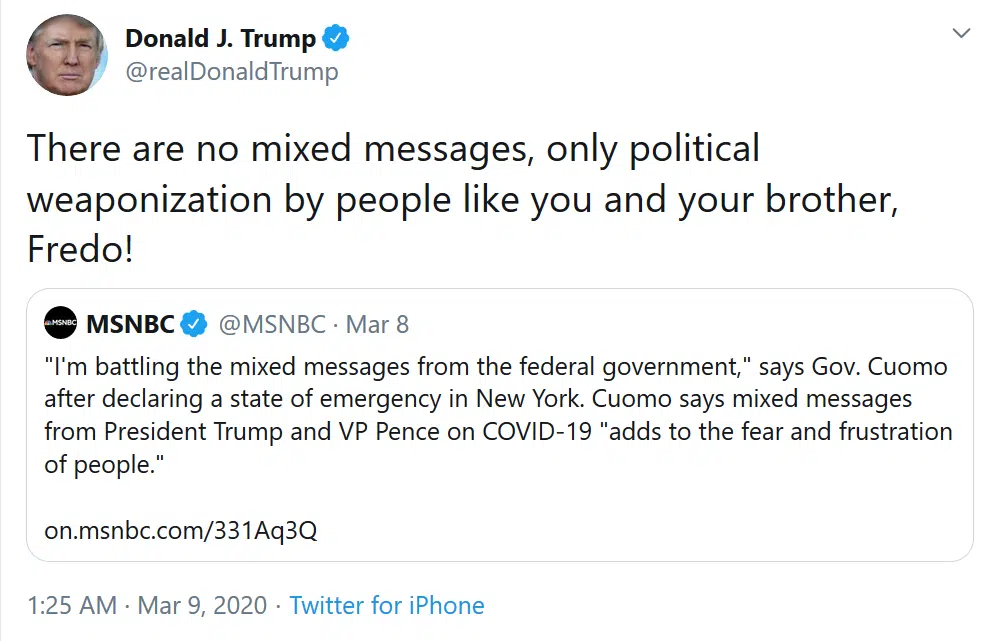 Donald J. Trump
@realDonaldTrump
There are no mixed messages, only political
weaponization by people like you and your brother,
Fredo!
MSNBC
MSNBC @MSNBC · Mar 8
"I'm battling the mixed messages from the federal government," says Gov. Cuomo
after declaring a state of emergency in New York. Cuomo says mixed messages
from President Trump and VP Pence on COVID-19 "adds to the fear and frustration
of people."
on.msnbc.com/331Aq3Q
1:25 AM · Mar 9, 2020 · Twitter for iPhone